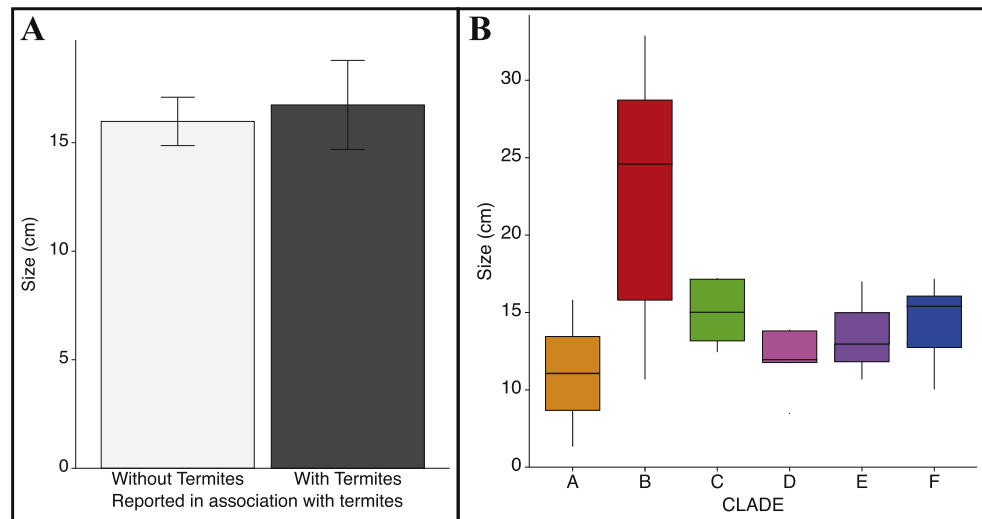 A
Size (cm)
15
10
5
0
Without Termites With Termites
Reported in association with termites
B
Size (cm)
30
25
20
15
10
0
A B C D E F
CLADE